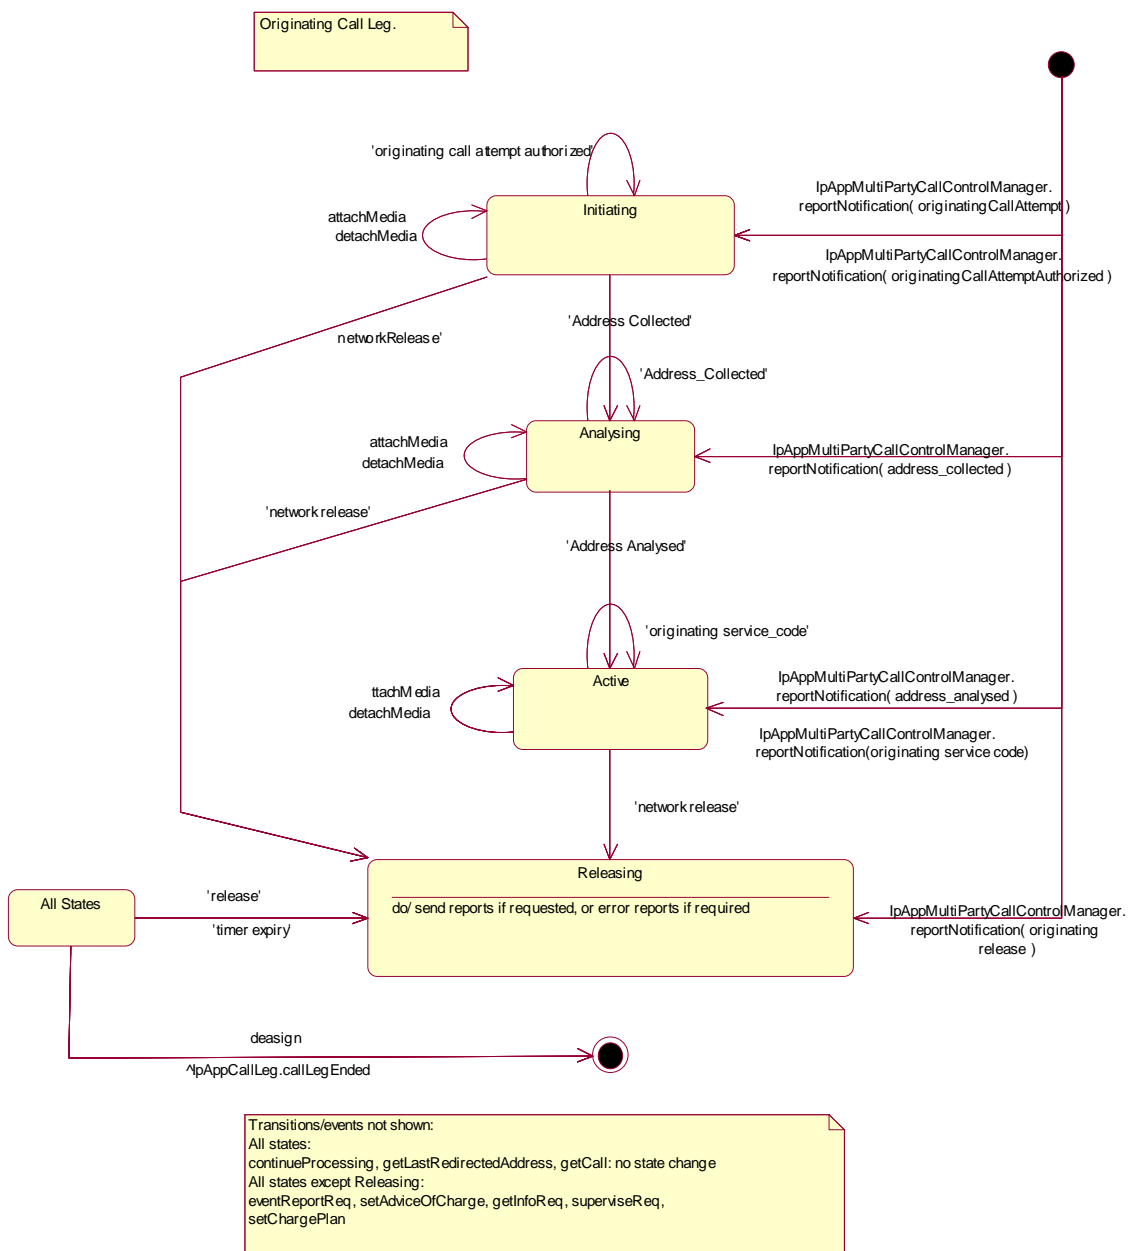 Originating Call Leg.
'originating call attempt authorized'
IpAppMultiPartyCallControlManager.
reportNotification( originatingCallAttempt )
Initiating
attachMedia
detachMedia
IpAppMultiPartyCallControlManager.
reportNotification( originatingCallAttemptAuthorized )
'Address Collected'
networkRelease'
'Address_Collected'
Analysing
attachMedia
detachMedia
IpAppMultiPartyCallControlManager.
reportNotification( address_collected )
'network release'
'Address Analysed'
'originating service_code'
Active
ttachMedia
detachMedia
IpAppMultiPartyCallControlManager.
reportNotification( address_analysed )
IpAppMultiPartyCallControlManager.
reportNotification(originating service code)
'network release'
Releasing
do/ send reports if requested, or error reports if required
All States
'release'
'timer expiry'
IpAppMultiPartyCallControlManager.
reportNotification( originating
release )
deasign
^IpAppCallLeg.callLegEnded
Transitions/events not shown:
All states:
continueProcessing, getLastRedirectedAddress, getCall: no state change
All states except Releasing:
eventReportReq, setAdviceOfCharge, getInfoReq, superviseReq,
setChargePlan